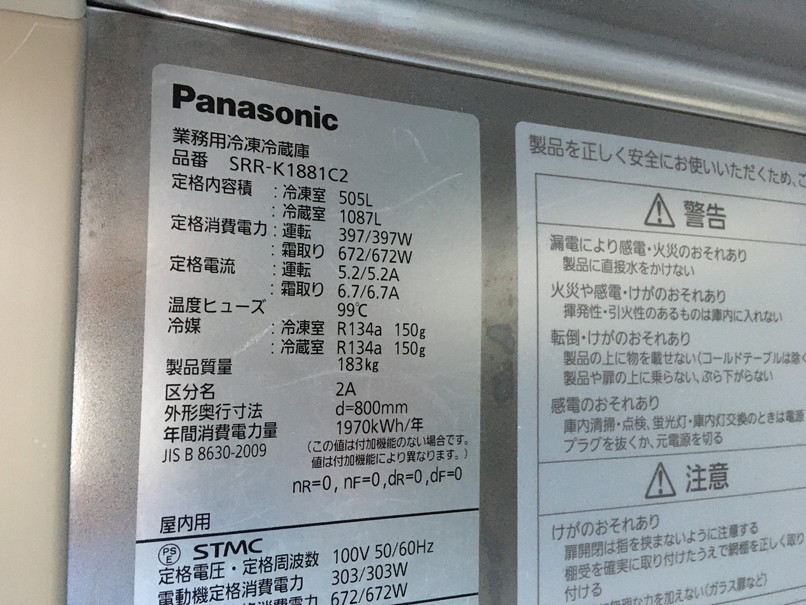 Panasonic
業務用冷凍冷蔵庫
品番 SRR-K1881C2
定格内容積 : 冷凍室 505L
: 冷蔵室 1087L
定格消費電力 : 運転 397/397W
: 霜取り 672/672W
定格電流 : 運転 5.2/5.2A
: 霜取り 6.7/6.7A
温度ヒューズ 99℃
冷媒 : 冷凍室 R134a 150g
: 冷蔵室 R134a 150g
製品質量 183kg
区分名 2A
外形奥行寸法 d=800mm
年間消費電力量 1970kWh/年
JIS B 8630-2009 (この値は付加機能のない場合です。
値は付加機能により異なります。)
nR=0, nF=0, dR=0, dF=0
屋内用
PSE STMC
定格電圧・定格周波数 100V 50/60Hz
電動機定格消費電力 303/303W
672/672W
製品を正しく安全にお使いいただくため、ご
警告
漏電により感電・火災のおそれあり
製品に直接水をかけない
火災や感電・けがのおそれあり
揮発性・引火性のあるものは庫内に入れない
転倒・けがのおそれあり
製品の上に物を載せない(コールドテーブルは除く
製品や扉の上に乗らない、ぶら下がらない
感電のおそれあり
庫内清掃・点検、蛍光灯・庫内灯交換のときは電源
プラグを抜くか、元電源を切る
注意
けがのおそれあり
扉開閉は指を挟まないように注意する
棚受を確実に取り付けたうえで網棚を正しく取り
付ける
な力を加えない(ガラス扉など)